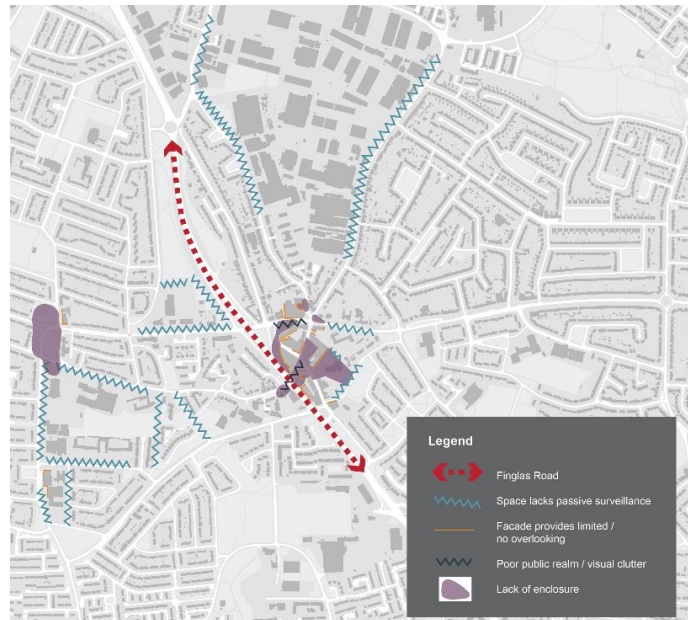 Legend
Finglas Road
Space lacks passive surveillance
Facade provides limited /
no overlooking
Poor public realm / visual clutter
Lack of enclosure